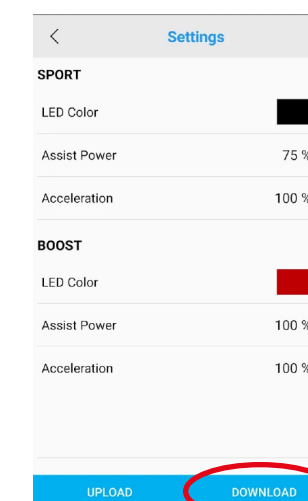 Settings
SPORT
LED Color
Assist Power 75 %
Acceleration 100 %
BOOST
LED Color
Assist Power 100 %
Acceleration 100 %
UPLOAD DOWNLOAD